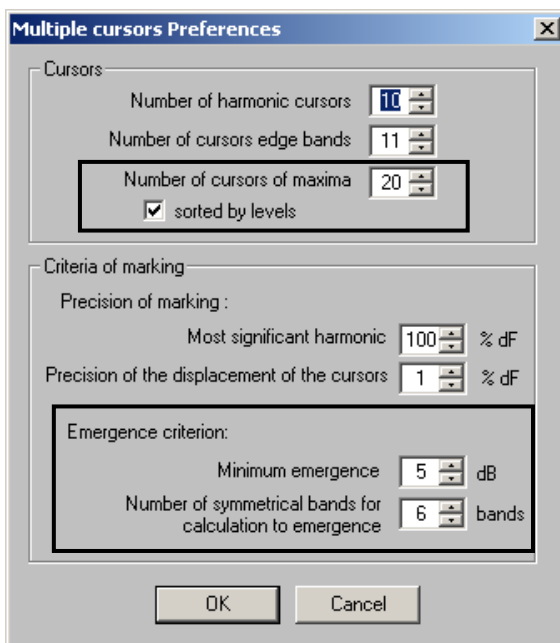 Multiple cursors Preferences
Cursors
Number of harmonic cursors 10
Number of cursors edge bands 11
Number of cursors of maxima 20
sorted by levels
Criteria of marking
Precision of marking :
Most significant harmonic 100 % dF
Precision of the displacement of the cursors 1 % dF
Emergence criterion:
Minimum emergence 5 dB
Number of symmetrical bands for
calculation to emergence 6 bands
OK Cancel